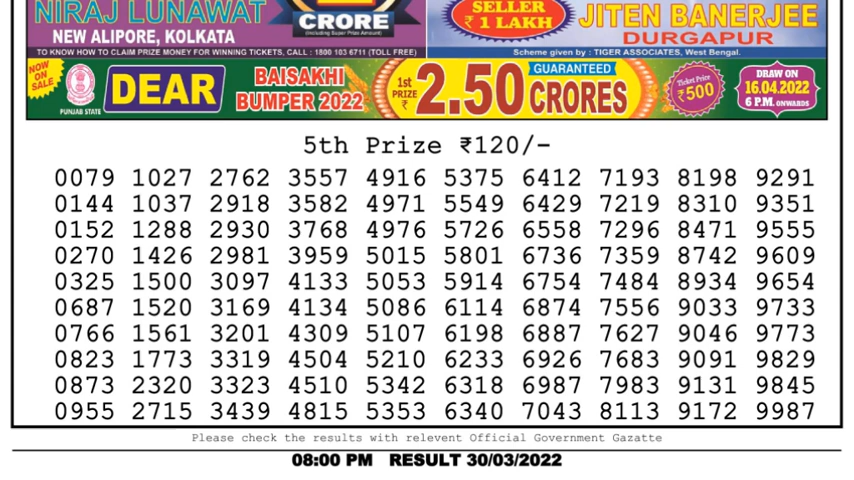 NIRAJ LUNAWAT
NEW ALIPORE, KOLKATA
CRORE
(Including Super Prize Amount)
SELLER
₹ 1 LAKH
JITEN BANERJEE
DURGAPUR
TO KNOW HOW TO CLAIM PRIZE MONEY FOR WINNING TICKETS, CALL : 1800 103 6711 (TOLL FREE)
Scheme given by : TIGER ASSOCIATES, West Bengal.
NOW ON SALE
PUNJAB STATE
DEAR
BAISAKHI
BUMPER 2022
1st PRIZE ₹
2.50
GUARANTEED
CRORES
Ticket Price
₹500
DRAW ON
16.04.2022
6 P.M. ONWARDS
5th Prize ₹120/-
0079 1027 2762 3557 4916 5375 6412 7193 8198 9291
0144 1037 2918 3582 4971 5549 6429 7219 8310 9351
0152 1288 2930 3768 4976 5726 6558 7296 8471 9555
0270 1426 2981 3959 5015 5801 6736 7359 8742 9609
0325 1500 3097 4133 5053 5914 6754 7484 8934 9654
0687 1520 3169 4134 5086 6114 6874 7556 9033 9733
0766 1561 3201 4309 5107 6198 6887 7627 9046 9773
0823 1773 3319 4504 5210 6233 6926 7683 9091 9829
0873 2320 3323 4510 5342 6318 6987 7983 9131 9845
0955 2715 3439 4815 5353 6340 7043 8113 9172 9987
Please check the results with relevent Official Government Gazatte
08:00 PM RESULT 30/03/2022